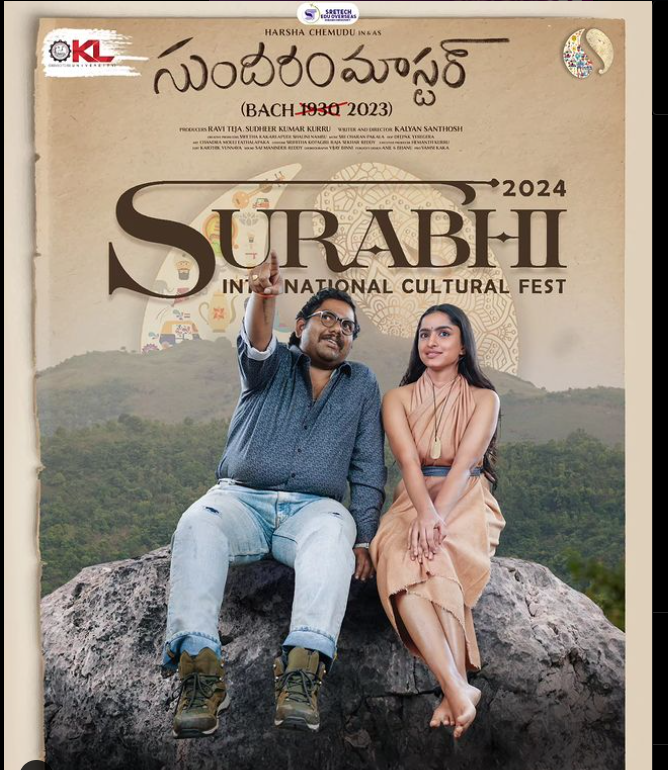 SRETECH
EDU OVERSEAS
HARSHA CHEMUDU IN & AS
KL
సుందరం మాస్టర్
(BACH 1930 2023)
PRODUCERS RAVI TEJA, SUDHEER KUMAR KURRU WRITER AND DIRECTOR KALYAN SANTHOSH
2024
SURABHI
INTERNATIONAL CULTURAL FEST